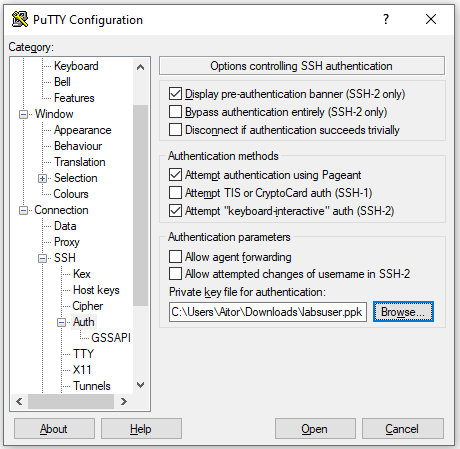 PuTTY Configuration
?
Category:
Keyboard
Bell
Features
Window
Appearance
Behaviour
Translation
Selection
Colours
Connection
Data
Proxy
SSH
Kex
Host keys
Cipher
Auth
GSSAPI
TTY
X11
Tunnels
Options controlling SSH authentication
Display pre-authentication banner (SSH-2 only)
Bypass authentication entirely (SSH-2 only)
Disconnect if authentication succeeds trivially
Authentication methods
Attempt authentication using Pageant
Attempt TIS or CryptoCard auth (SSH-1)
Attempt "keyboard-interactive" auth (SSH-2)
Authentication parameters
Allow agent forwarding
Allow attempted changes of username in SSH-2
Private key file for authentication:
C:\Users\Aitor\Downloads\labsuser.ppk Browse...
About Help Open Cancel